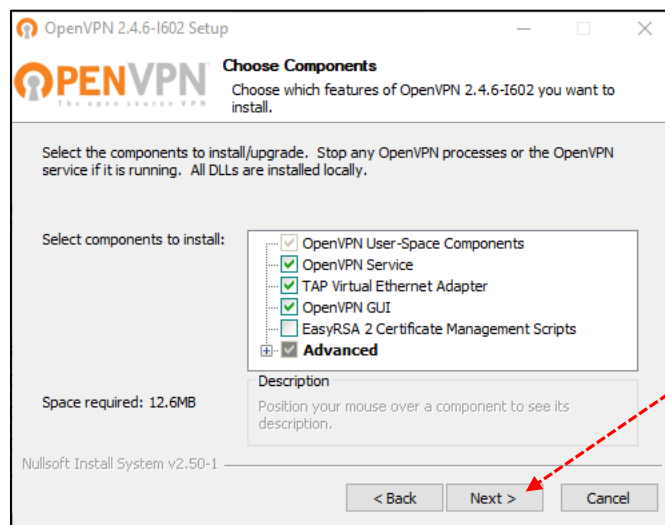 OpenVPN 2.4.6-I602 Setup
OPENVPN
The open source VPN
Choose Components
Choose which features of OpenVPN 2.4.6-I602 you want to
install.
Select the components to install/upgrade. Stop any OpenVPN processes or the OpenVPN
service if it is running. All DLLs are installed locally.
Select components to install:
OpenVPN User-Space Components
OpenVPN Service
TAP Virtual Ethernet Adapter
OpenVPN GUI
EasyRSA 2 Certificate Management Scripts
Advanced
Space required: 12.6MB
Description
Position your mouse over a component to see its
description.
Nullsoft Install System v2.50-1
< Back
Next >
Cancel